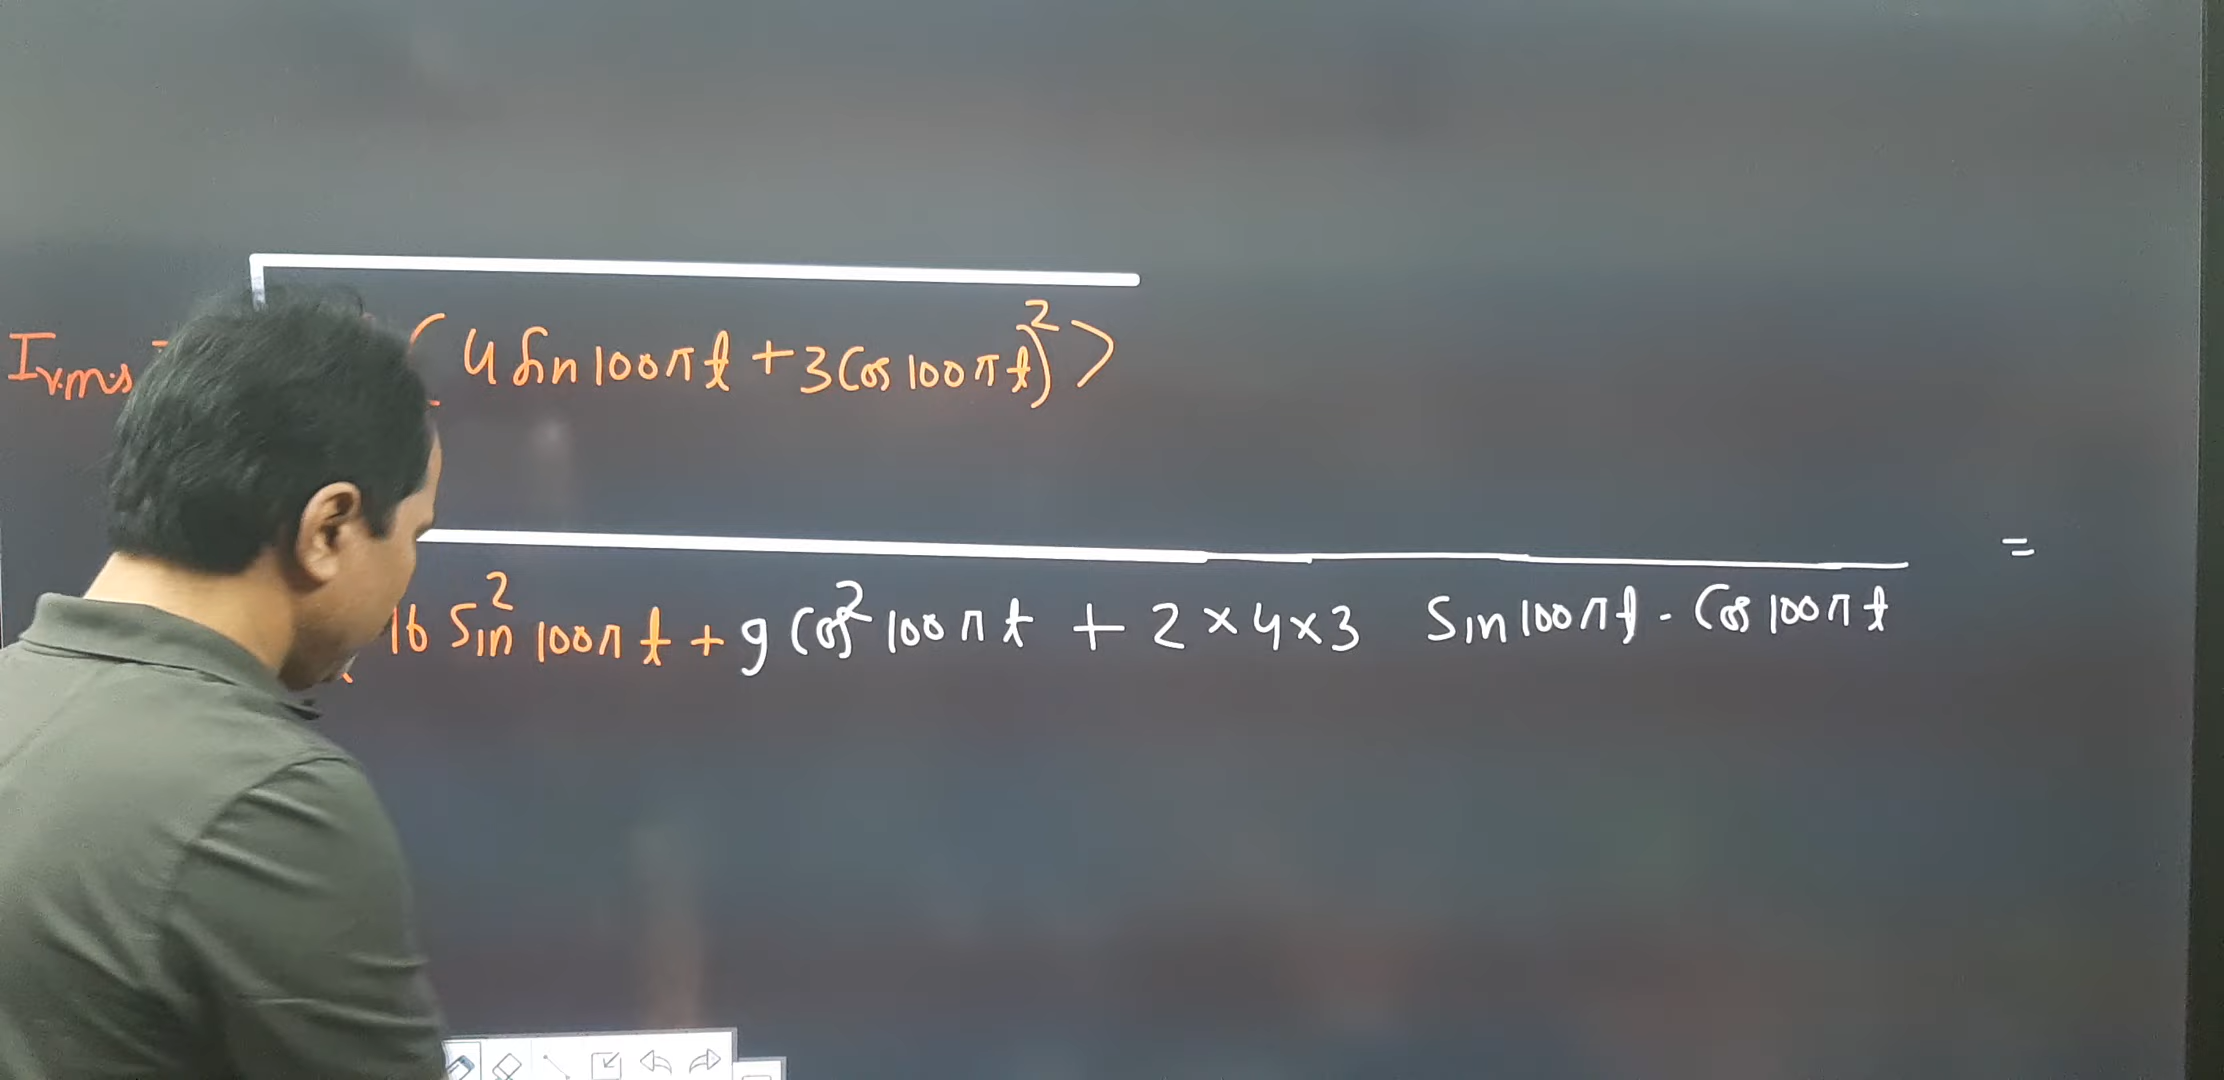 Ir.m.s ( 4 Sin 100πt + 3 Cos 100πt)² >
=
16 Sin² 100πt + 9 Cos² 100πt + 2 × 4 × 3 Sin 100πt . Cos 100πt